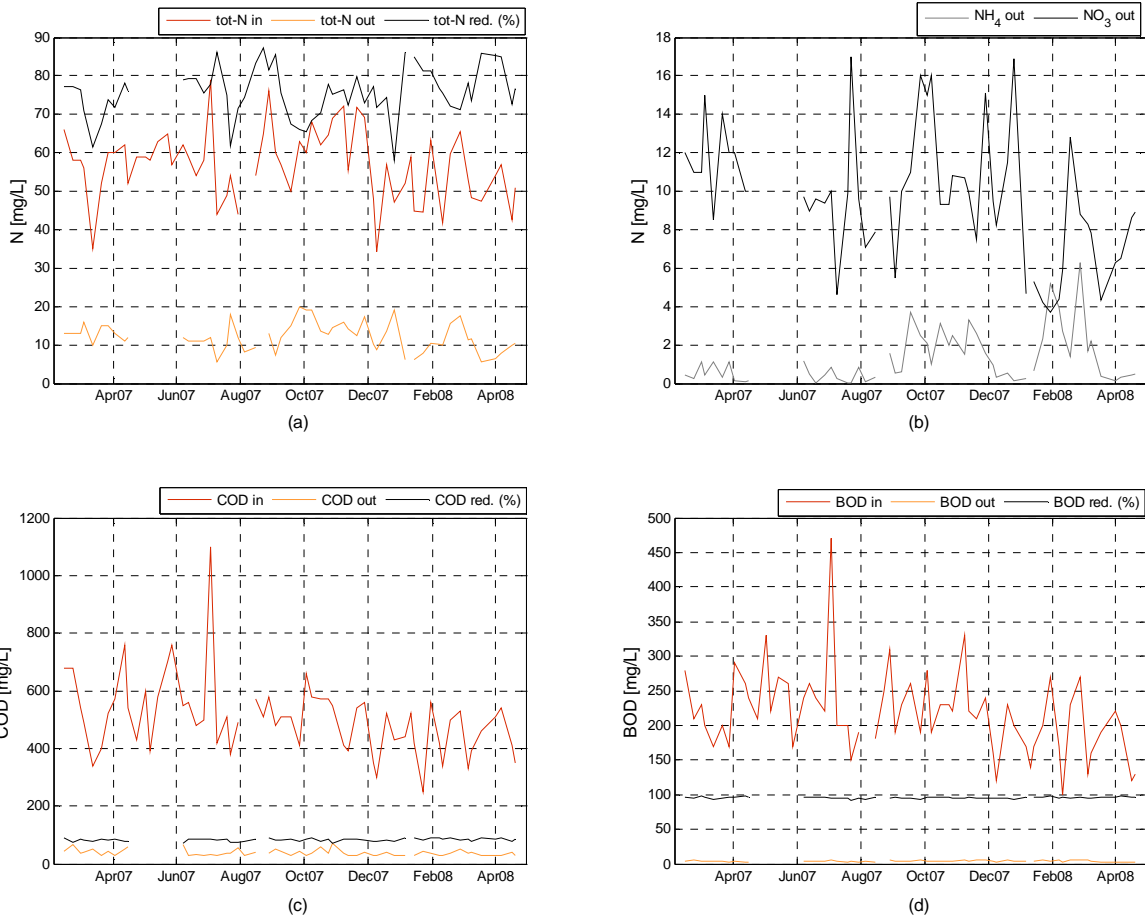 tot-N in tot-N out tot-N red. (%)
90
80
70
60
50
40
30
20
10
0
N [mg/L]
Apr07 Jun07 Aug07 Oct07 Dec07 Feb08 Apr08
(a)
NH4 out NO3 out
18
16
14
12
10
8
6
4
2
0
N [mg/L]
Apr07 Jun07 Aug07 Oct07 Dec07 Feb08 Apr08
(b)
COD in COD out COD red. (%)
1200
1000
800
600
400
200
0
COD [mg/L]
Apr07 Jun07 Aug07 Oct07 Dec07 Feb08 Apr08
(c)
BOD in BOD out BOD red. (%)
500
450
400
350
300
250
200
150
100
50
0
BOD [mg/L]
Apr07 Jun07 Aug07 Oct07 Dec07 Feb08 Apr08
(d)